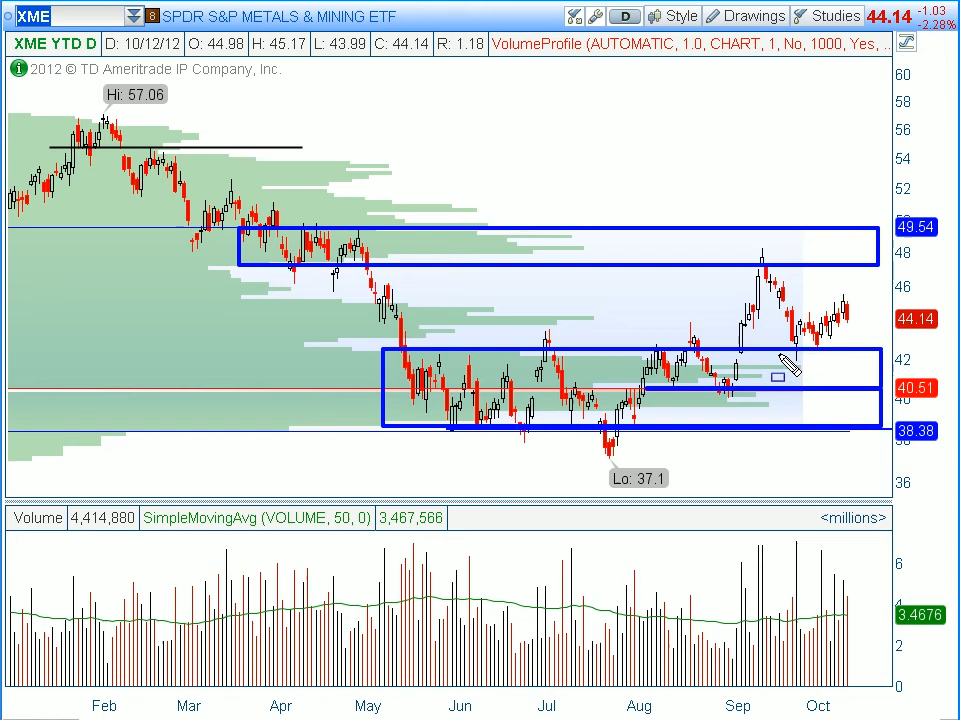 XME 8 SPDR S&P METALS & MINING ETF D Style Drawings Studies 44.14 -1.03 -2.28%
XME YTD D D: 10/12/12 O: 44.98 H: 45.17 L: 43.99 C: 44.14 R: 1.18 VolumeProfile (AUTOMATIC, 1.0, CHART, 1, No, 1000, Yes, ...
2012 © TD Ameritrade IP Company, Inc.
60
Hi: 57.06
58
56
54
52
49.54
48
46
44.14
42
40.51
40
38.38
Lo: 37.1
36
Volume 4,414,880 SimpleMovingAvg (VOLUME, 50, 0) 3,467,566 <millions>
6
4
3.4676
2
0
Feb Mar Apr May Jun Jul Aug Sep Oct